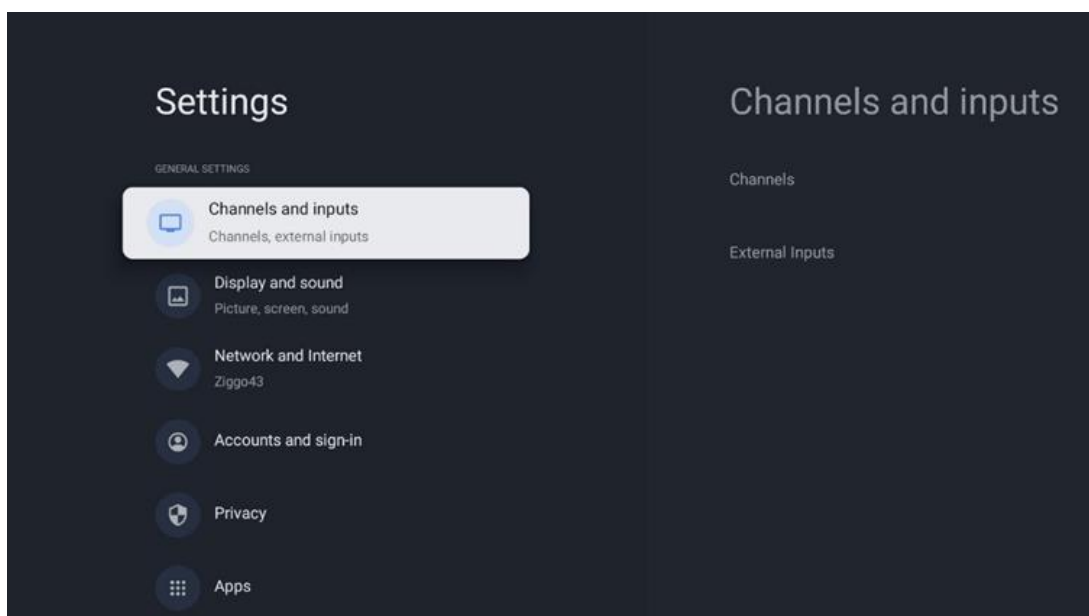 Settings
GENERAL SETTINGS
Channels and inputs
Channels, external inputs
Display and sound
Picture, screen, sound
Network and Internet
Ziggo43
Accounts and sign-in
Privacy
Apps
Channels and inputs
Channels
External Inputs